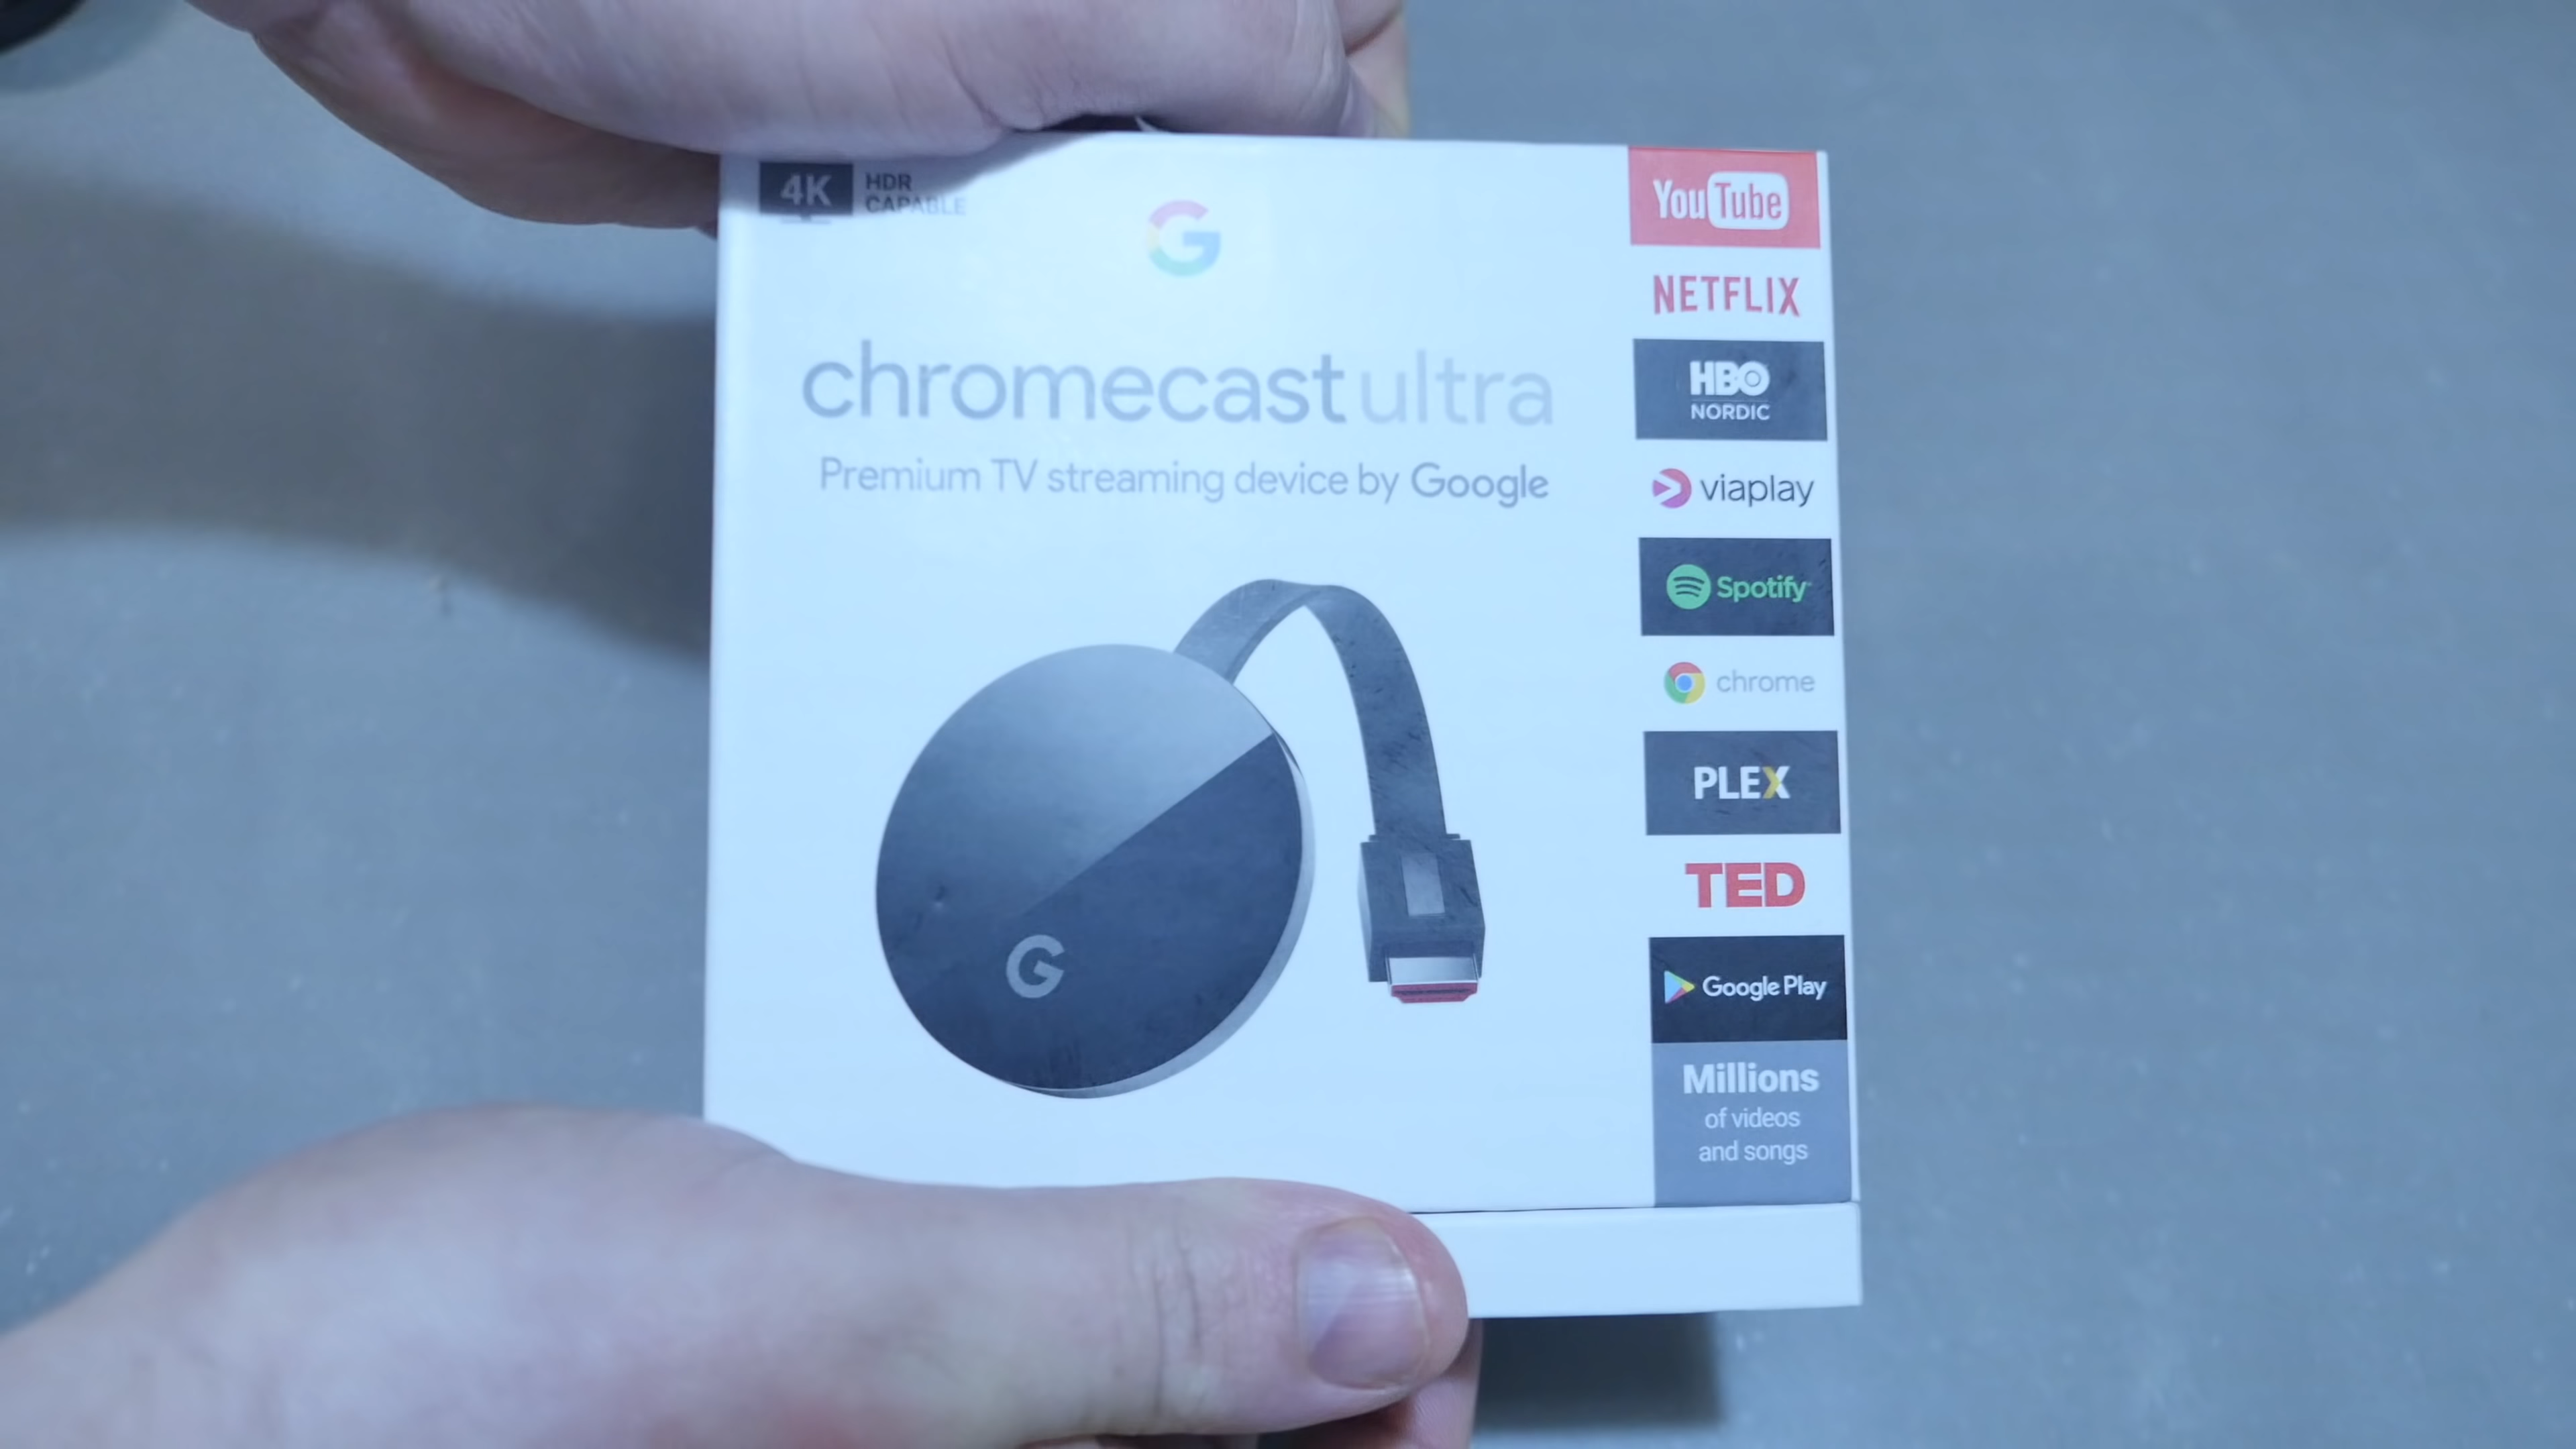 4K
HDR
CAPABLE
G
chromecast ultra
Premium TV streaming device by Google
G
YouTube
NETFLIX
HBO
NORDIC
viaplay
Spotify
chrome
PLEX
TED
Google Play
Millions
of videos
and songs